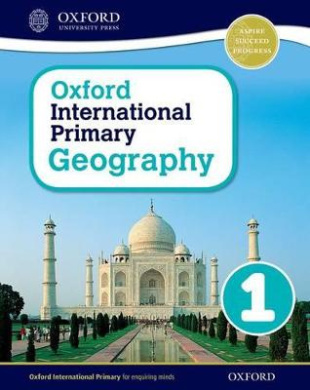 OXFORD
UNIVERSITY PRESS
ASPIRE
SUCCEED
PROGRESS
Oxford
International
Primary
Geography
1
Oxford International Primary for enquiring minds
OXFORD